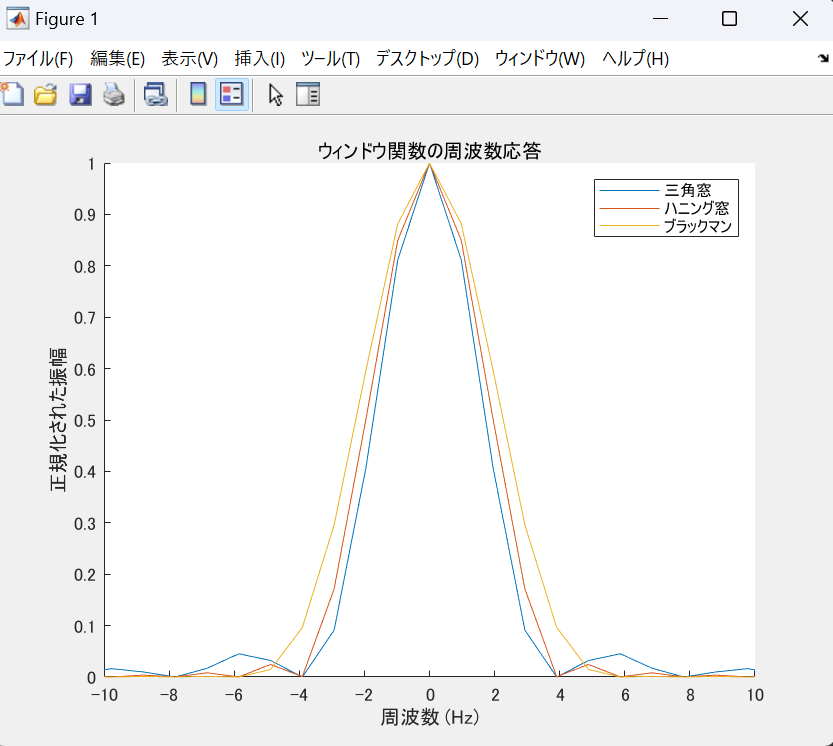 Figure 1
ファイル(F) 編集(E) 表示(V) 挿入(I) ツール(T) デスクトップ(D) ウィンドウ(W) ヘルプ(H)
ウィンドウ関数の周波数応答
三角窓
ハニング窓
ブラックマン
正規化された振幅
1
0.9
0.8
0.7
0.6
0.5
0.4
0.3
0.2
0.1
0
-10 -8 -6 -4 -2 0 2 4 6 8 10
周波数 (Hz)